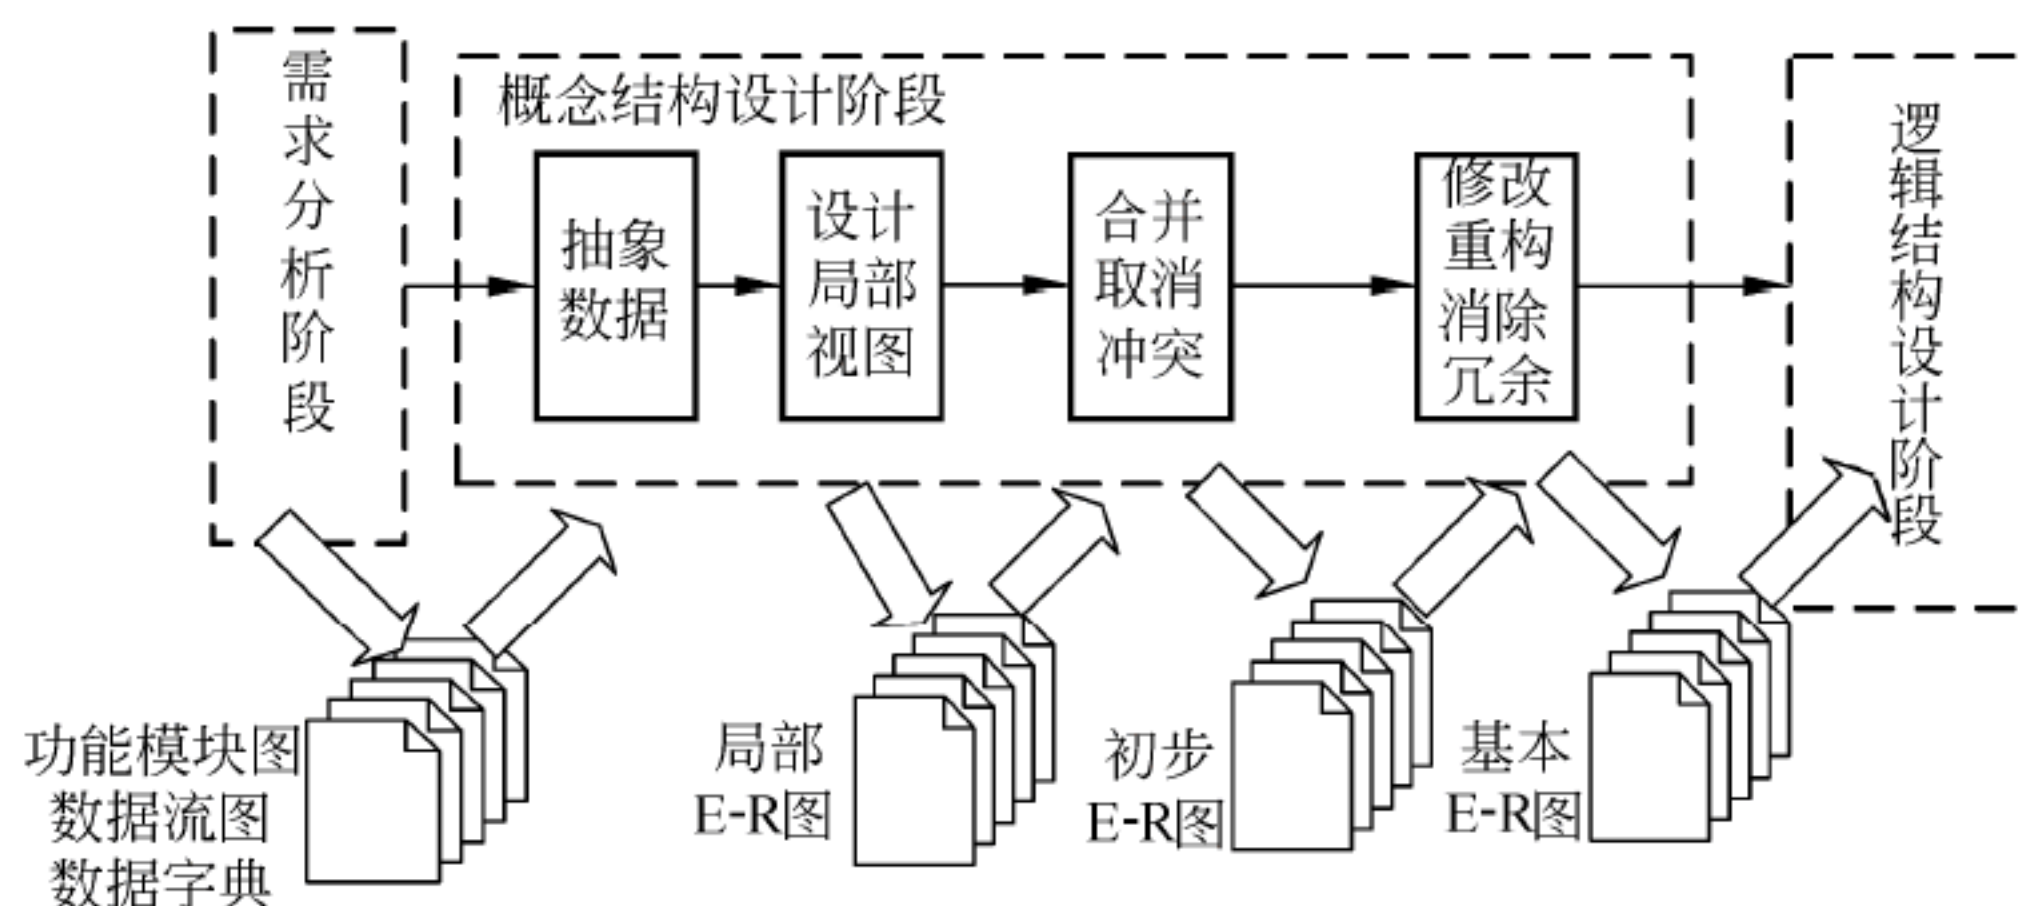 需求分析阶段
概念结构设计阶段
抽象
数据
设计
局部
视图
合并
取消
冲突
修改
重构
消除
冗余
逻辑结构设计阶段
功能模块图
数据流图
数据字典
局部
E-R图
初步
E-R图
基本
E-R图